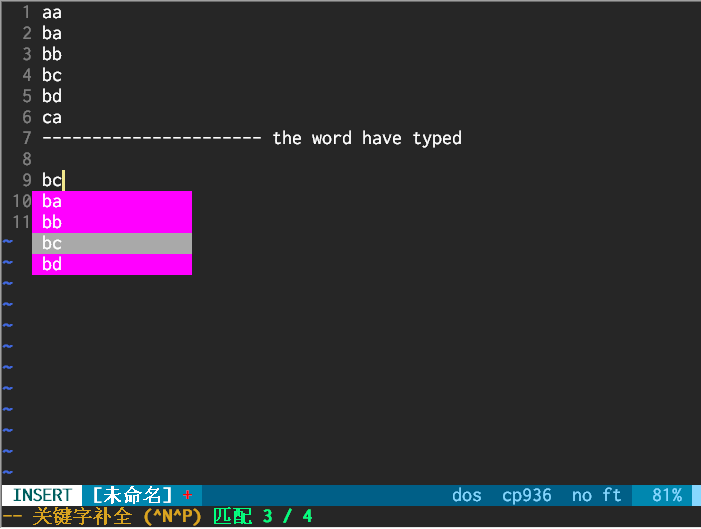 1 aa
2 ba
3 bb
4 bc
5 bd
6 ca
7 ---------------------- the word have typed
8
9 bc
10 ba
11 bb
~ bc
~ bd
~
~
~
~
~
~
~
~
~
~
INSERT [未命名] + dos cp936 no ft 81%
-- 关键字补全 (^N^P) 匹配 3 / 4